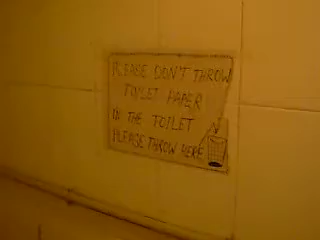 PLEASE DON'T THROW
TOILET PAPER
IN THE TOILET
PLEASE THROW HERE